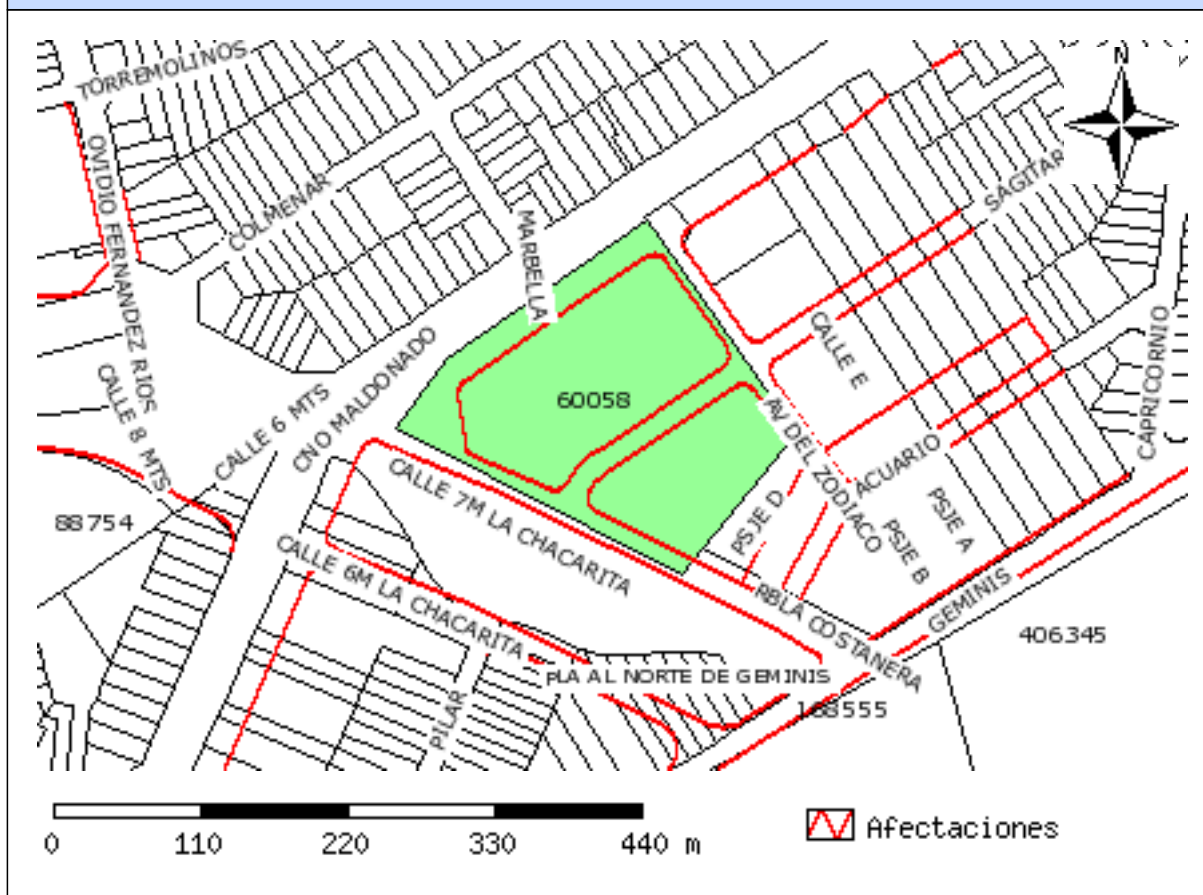 TORREMOLINOS
N
OVIDIO FERNANDEZ RIOS
COLMENAR
MARBELLA
SAGITAR
CALLE E
CAPRICORNIO
CNO MALDONADO
CALLE 8 MTS
CALLE 6 MTS
60058
AV DEL ZODIACO
ACUARIO
CALLE 7M LA CHACARITA
PSJE D
PSJE A
PSJE B
88754
CALLE 6M LA CHACARITA
RBLA COSTANERA
GEMINIS
406345
PLA AL NORTE DE GEMINIS
168555
PILAR
0 110 220 330 440 m
Afectaciones